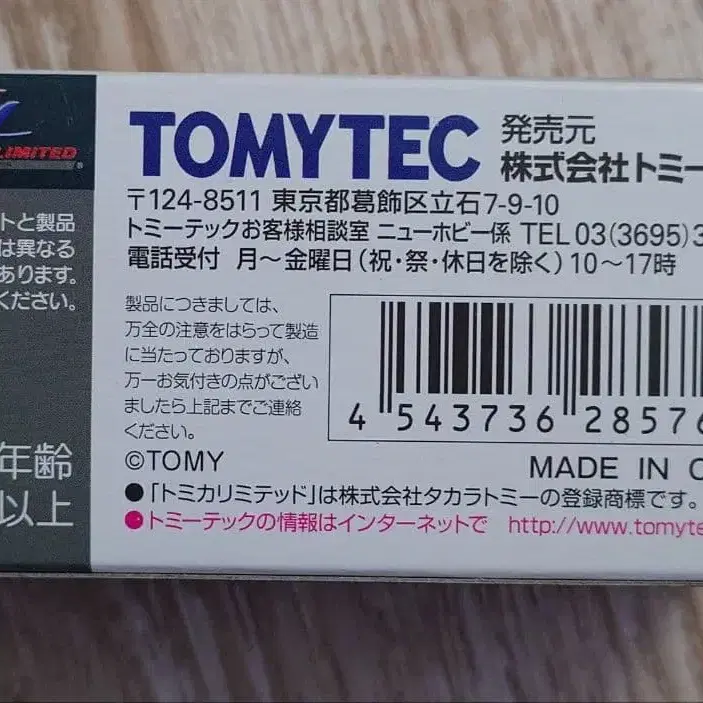 LIMITED
TOMYTEC 発売元
株式会社トミー
〒124-8511 東京都葛飾区立石7-9-10
トミーテックお客様相談室 ニューホビー係 TEL 03(3695)3
電話受付 月〜金曜日(祝・祭・休日を除く)10〜17時
トと製品
は異なる
あります。
ください。
製品につきましては、
万全の注意をはらって製造
に当たっておりますが、
万一お気付きの点がござい
ましたら上記までご連絡
ください。
4 543736 28576
年齢
以上
©TOMY
MADE IN C
●「トミカリミテッド」は株式会社タカラトミーの登録商標です。
●トミーテックの情報はインターネットで http://www.tomyte